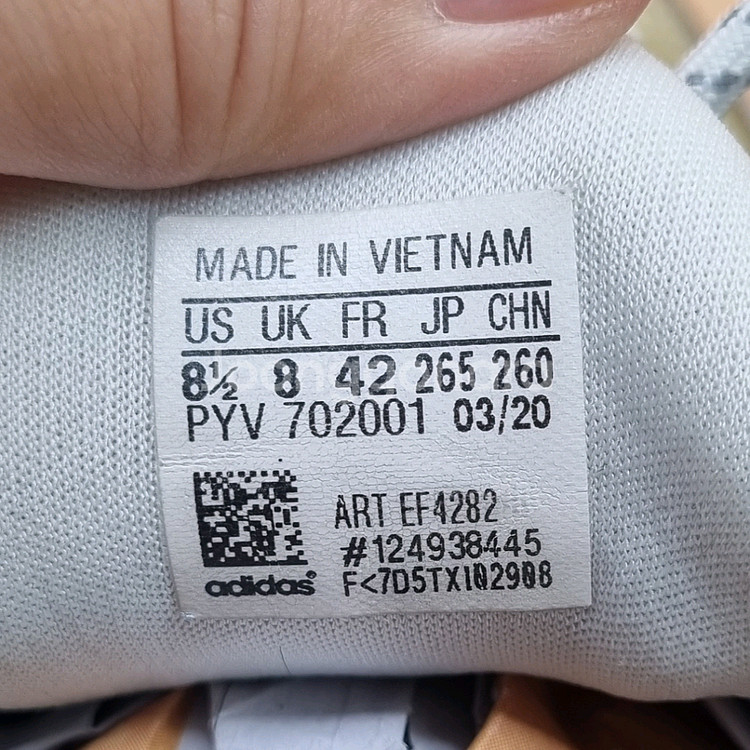 MADE IN VIETNAM
US UK FR JP CHN
8½ 8 42 265 260
PYV 702001 03/20
ART EF4282
#124938445
adidas® F<7D5TXI02908